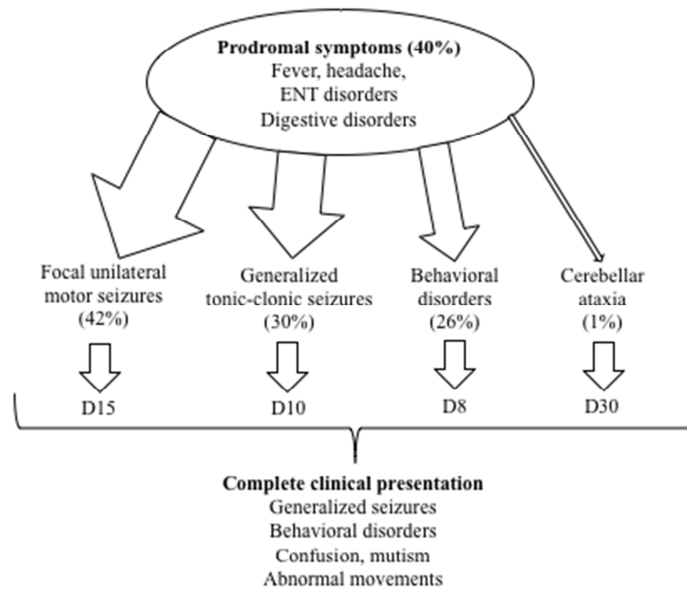 Prodromal symptoms (40%)
Fever, headache,
ENT disorders
Digestive disorders
Focal unilateral
motor seizures
(42%)
Generalized
tonic-clonic seizures
(30%)
Behavioral
disorders
(26%)
Cerebellar
ataxia
(1%)
D15
D10
D8
D30
Complete clinical presentation
Generalized seizures
Behavioral disorders
Confusion, mutism
Abnormal movements